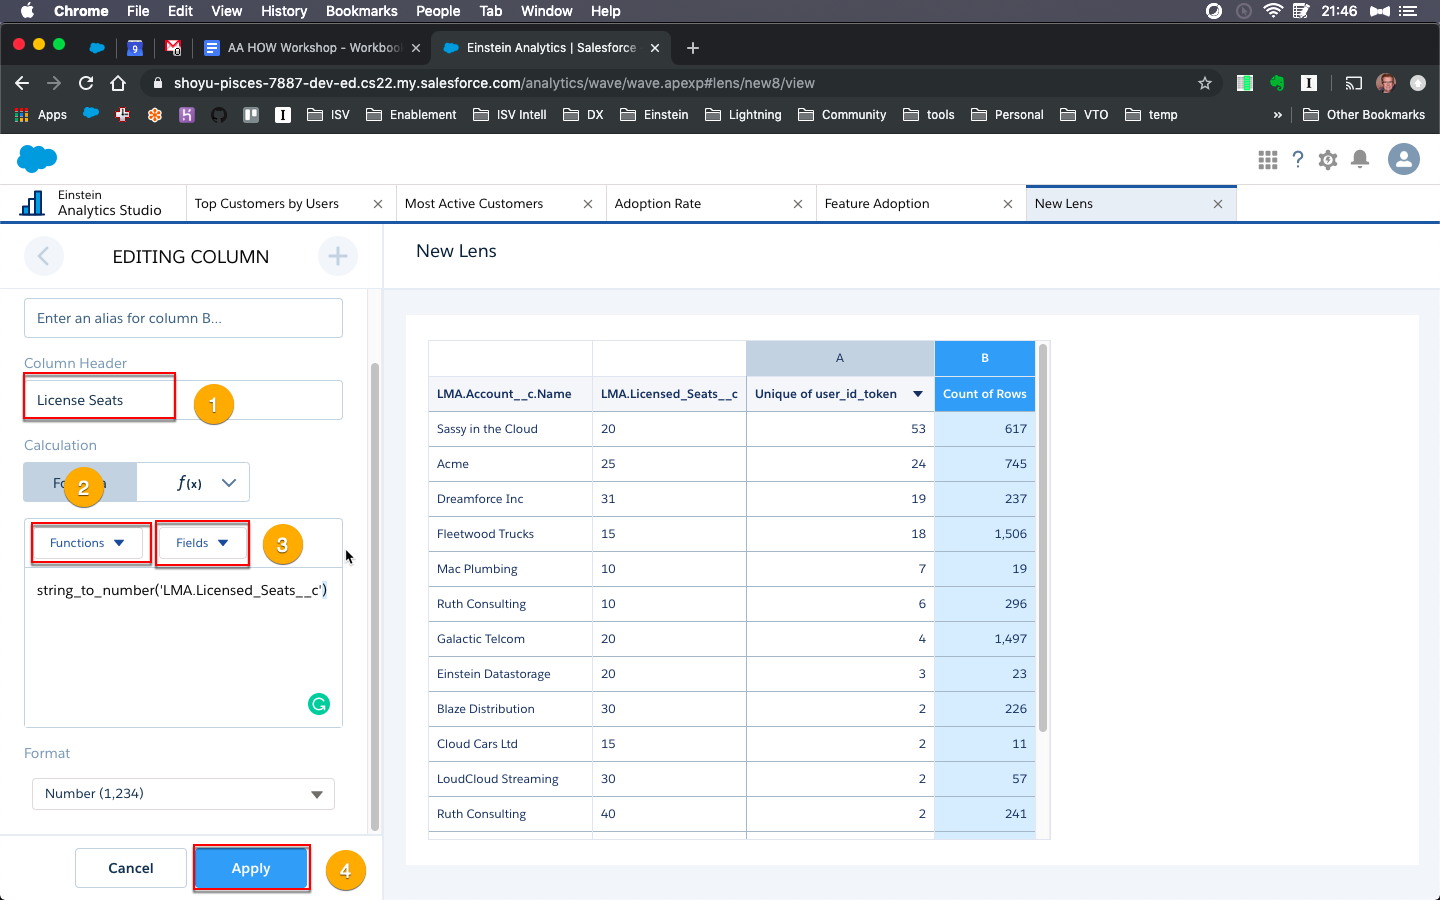 Chrome File Edit View History Bookmarks People Tab Window Help 21:46
9 0 AA HOW Workshop - Workboo Einstein Analytics | Salesforce
shoyu-pisces-7887-dev-ed.cs22.my.salesforce.com/analytics/wave/wave.apexp#lens/new8/view
Apps ISV Enablement ISV Intell DX Einstein Lightning Community tools Personal VTO temp » Other Bookmarks
Einstein
Analytics Studio
Top Customers by Users Most Active Customers Adoption Rate Feature Adoption New Lens
EDITING COLUMN
Enter an alias for column B...
Column Header
License Seats 1
Calculation
2 f(x)
Functions Fields 3
string_to_number('LMA.Licensed_Seats__c')
Format
Number (1,234)
Cancel Apply 4
New Lens
A B
LMA.Account__c.Name LMA.Licensed_Seats__c Unique of user_id_token Count of Rows
Sassy in the Cloud 20 53 617
Acme 25 24 745
Dreamforce Inc 31 19 237
Fleetwood Trucks 15 18 1,506
Mac Plumbing 10 7 19
Ruth Consulting 10 6 296
Galactic Telcom 20 4 1,497
Einstein Datastorage 20 3 23
Blaze Distribution 30 2 226
Cloud Cars Ltd 15 2 11
LoudCloud Streaming 30 2 57
Ruth Consulting 40 2 241